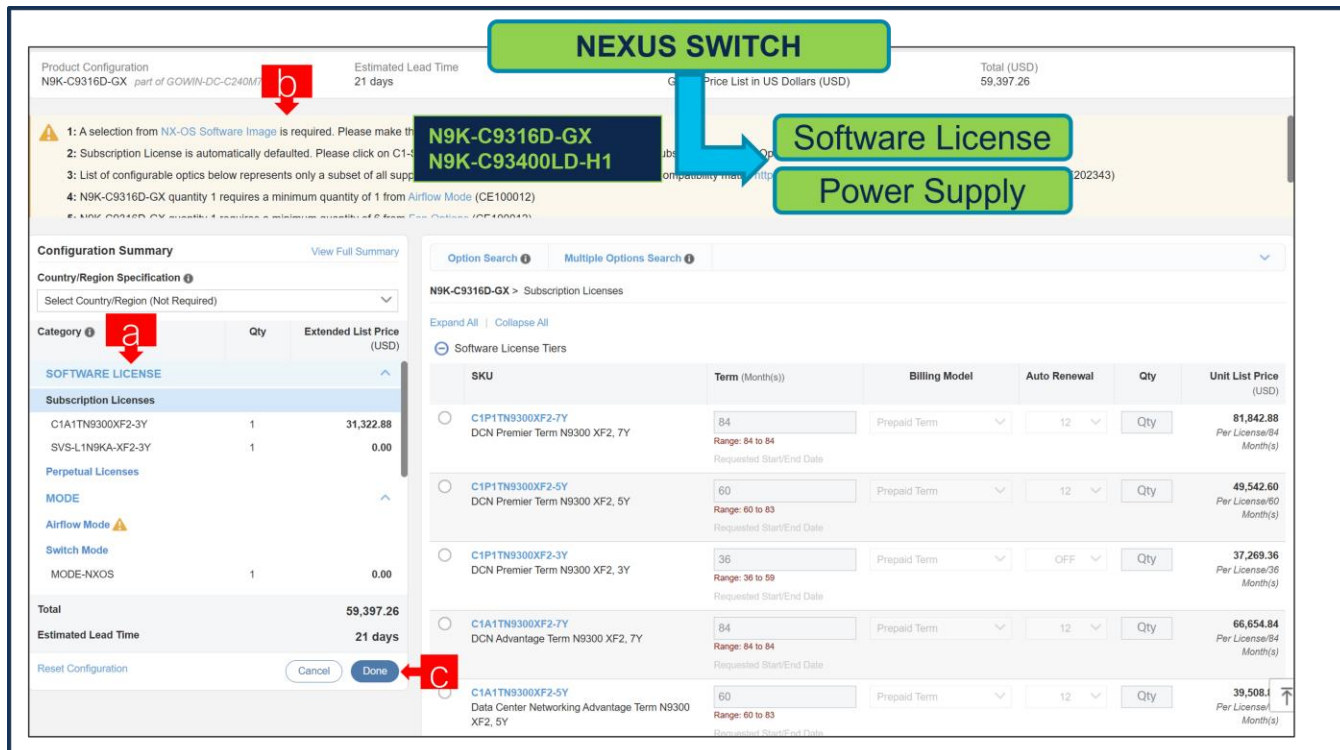 NEXUS SWITCH
Product Configuration
N9K-C9316D-GX part of GOWIN-DC-C240M7
Estimated Lead Time
21 days
Price List in US Dollars (USD)
Total (USD)
59,397.26
b
N9K-C9316D-GX
N9K-C93400LD-H1
Software License
Power Supply
1: A selection from NX-OS Software Image is required. Please make th
2: Subscription License is automatically defaulted. Please click on C1-S
3: List of configurable optics below represents only a subset of all supp
202343)
4: N9K-C9316D-GX quantity 1 requires a minimum quantity of 1 from Airflow Mode (CE100012)
Configuration Summary
View Full Summary
Country/Region Specification
Select Country/Region (Not Required)
Category
Qty
Extended List Price
(USD)
a
SOFTWARE LICENSE
Subscription Licenses
C1A1TN9300XF2-3Y 1 31,322.88
SVS-L1N9KA-XF2-3Y 1 0.00
Perpetual Licenses
MODE
Airflow Mode
Switch Mode
MODE-NXOS 1 0.00
Total 59,397.26
Estimated Lead Time 21 days
Reset Configuration
Cancel
Done
C
Option Search
Multiple Options Search
N9K-C9316D-GX > Subscription Licenses
Expand All | Collapse All
Software License Tiers
SKU Term (Month(s)) Billing Model Auto Renewal Qty Unit List Price
(USD)
C1P1TN9300XF2-7Y 84 Prepaid Term 12 Qty 81,842.88
DCN Premier Term N9300 XF2, 7Y
Range: 84 to 84
Per License/84
Month(s)
Requested Start/End Date
C1P1TN9300XF2-5Y 60 Prepaid Term 12 Qty 49,542.60
DCN Premier Term N9300 XF2, 5Y
Range: 60 to 83
Per License/60
Month(s)
Requested Start/End Date
C1P1TN9300XF2-3Y 36 Prepaid Term OFF Qty 37,269.36
DCN Premier Term N9300 XF2, 3Y
Range: 36 to 59
Per License/36
Month(s)
Requested Start/End Date
C1A1TN9300XF2-7Y 84 Prepaid Term 12 Qty 66,654.84
DCN Advantage Term N9300 XF2, 7Y
Range: 84 to 84
Per License/84
Month(s)
Requested Start/End Date
C1A1TN9300XF2-5Y 60 Prepaid Term 12 Qty 39,508.
Data Center Networking Advantage Term N9300
XF2, 5Y
Range: 60 to 83
Per License/
Month(s)
Requested Start/End Date